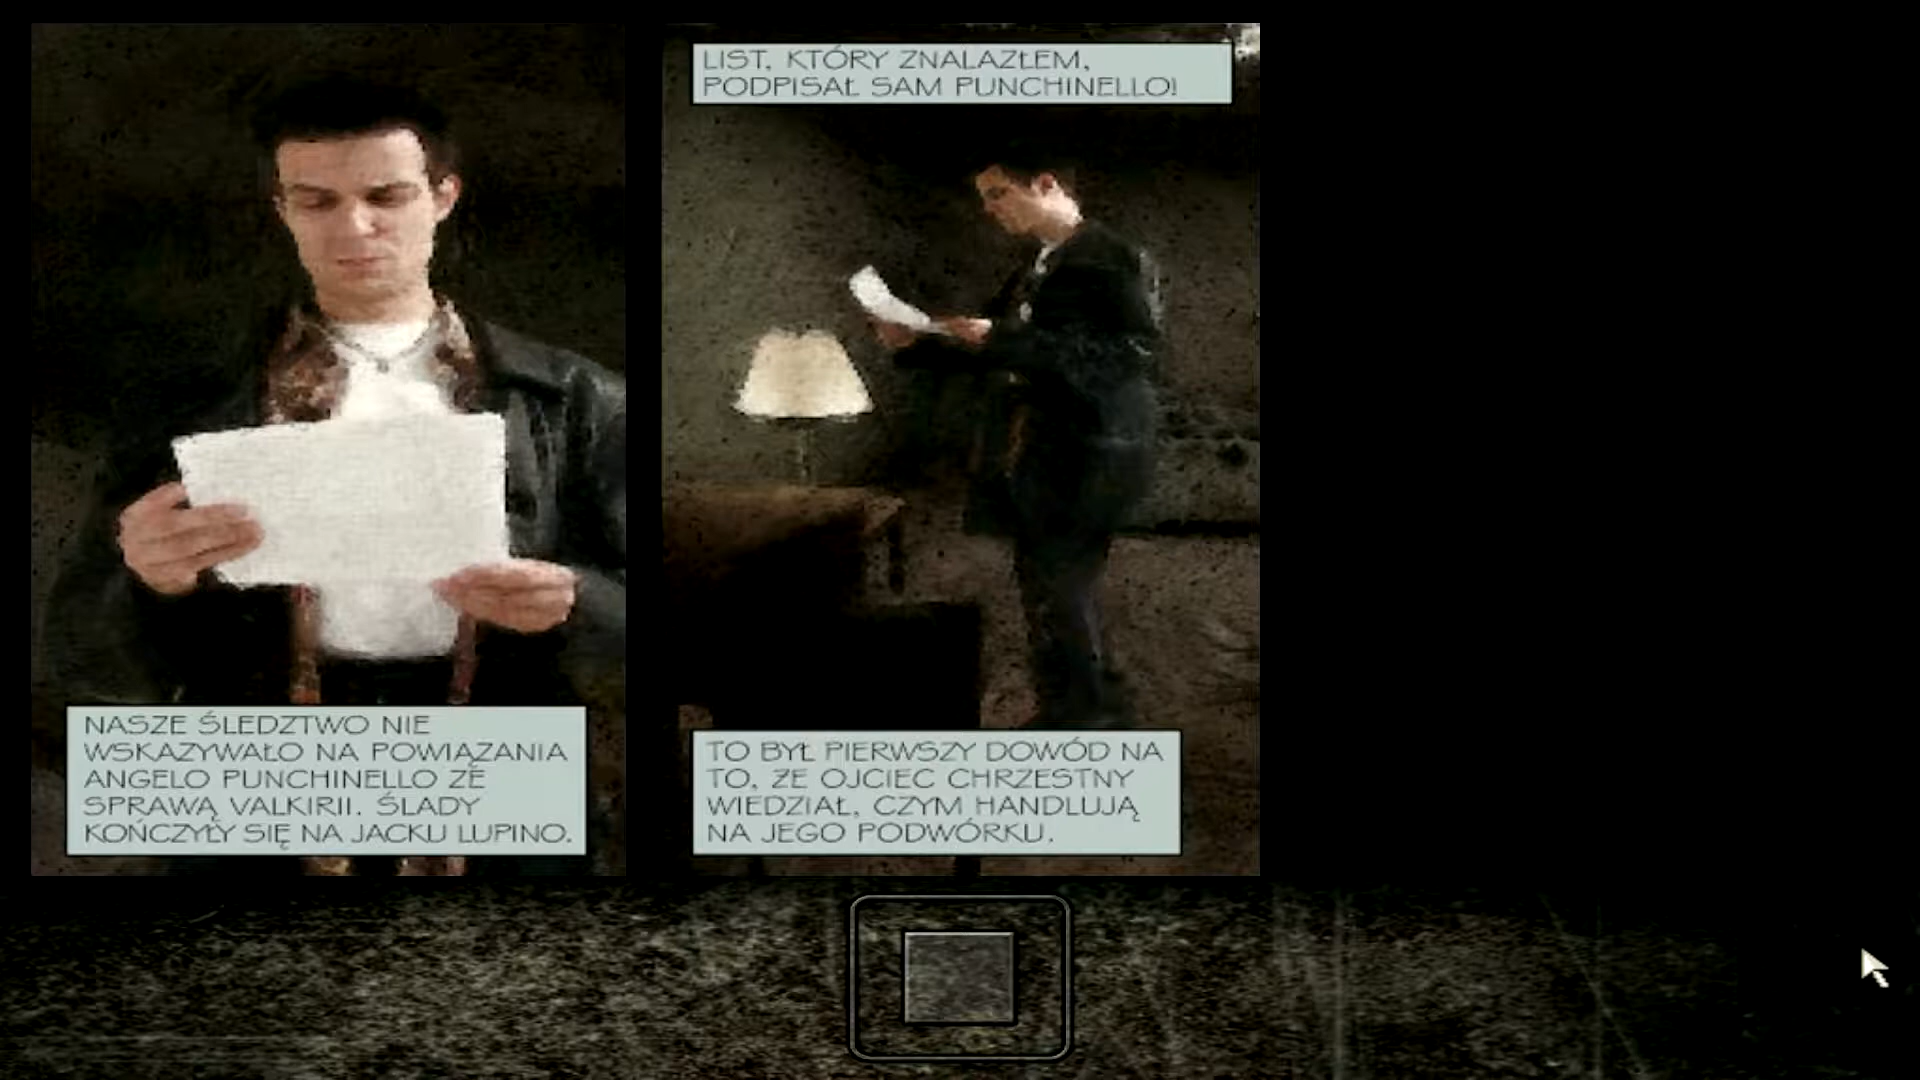 NASZE ŚLEDZTWO NIE
WSKAZYWAŁO NA POWIĄZANIA
ANGELO PUNCHINELLO ZE
SPRAWĄ VALKIRII. ŚLADY
KOŃCZYŁY SIĘ NA JACKU LUPINO.
LIST, KTÓRY ZNALAZŁEM,
PODPISAŁ SAM PUNCHINELLO!
TO BYŁ PIERWSZY DOWÓD NA
TO, ŻE OJCIEC CHRZESTNY
WIEDZIAŁ, CZYM HANDLUJĄ
NA JEGO PODWÓRKU.